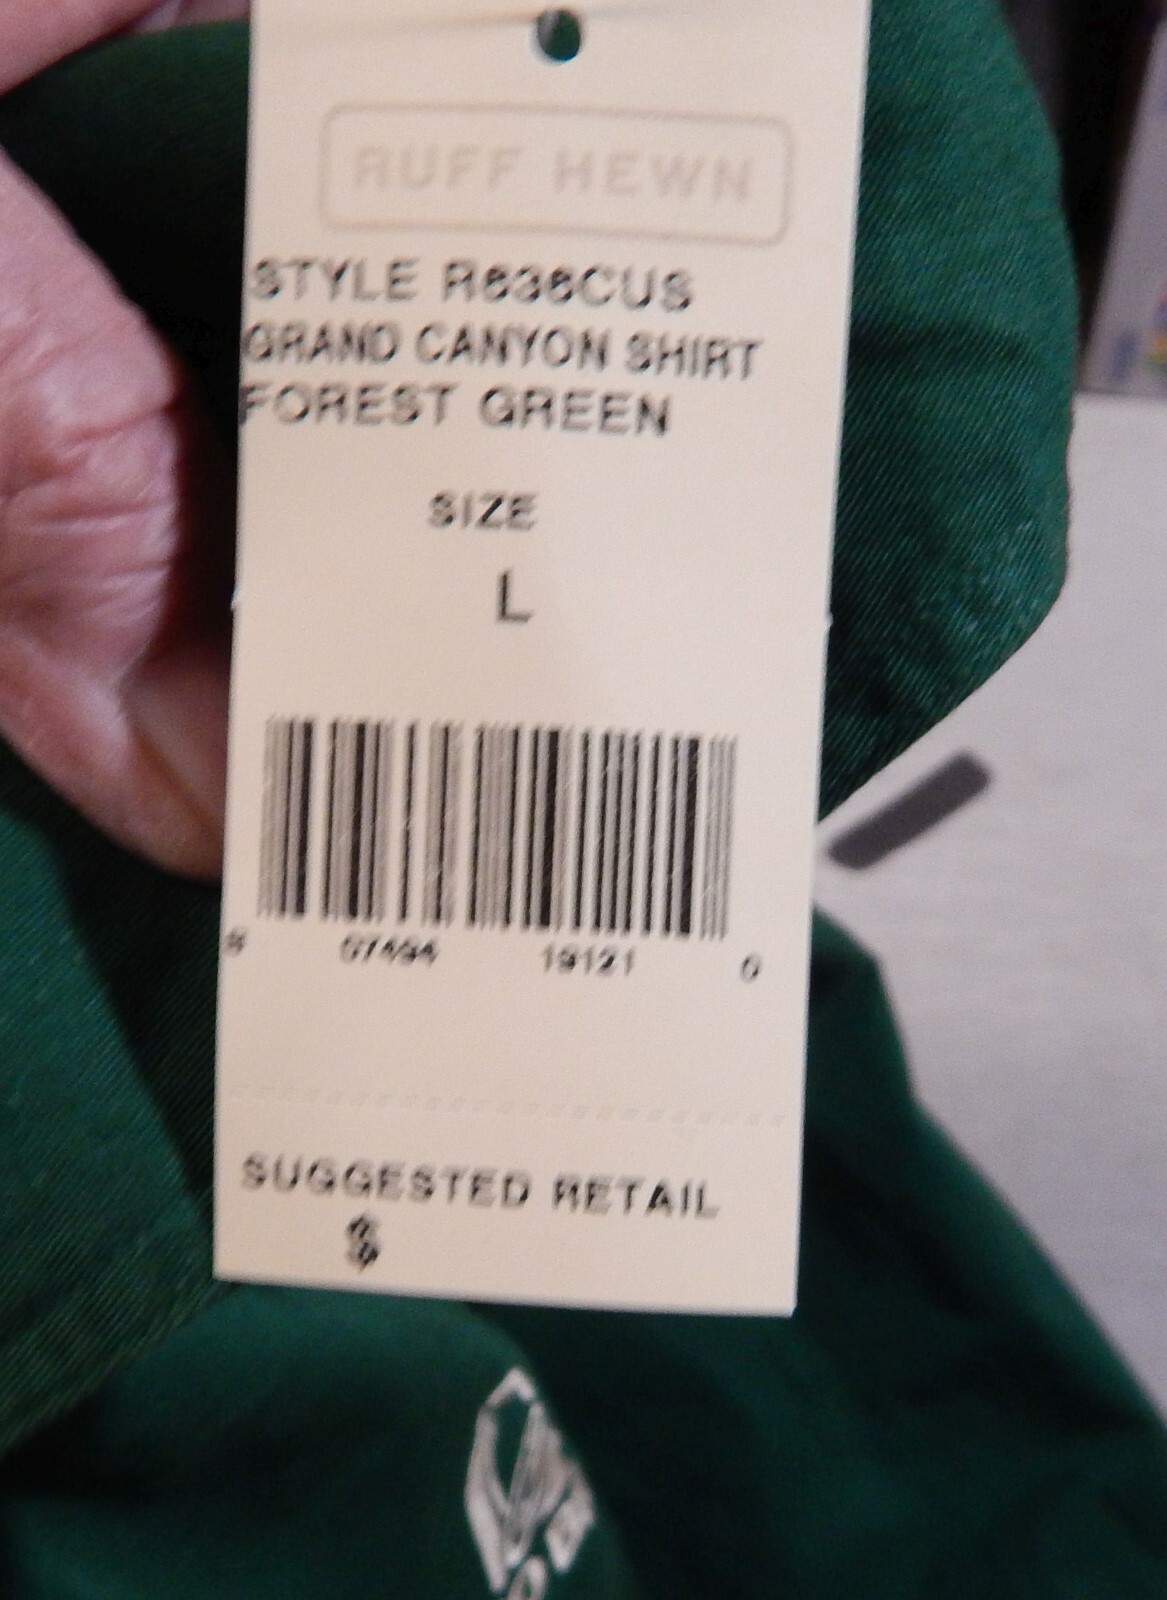 RUFF HEWN
STYLE R636CUS
GRAND CANYON SHIRT
FOREST GREEN
SIZE
L
8 07494 19121 0
SUGGESTED RETAIL
$